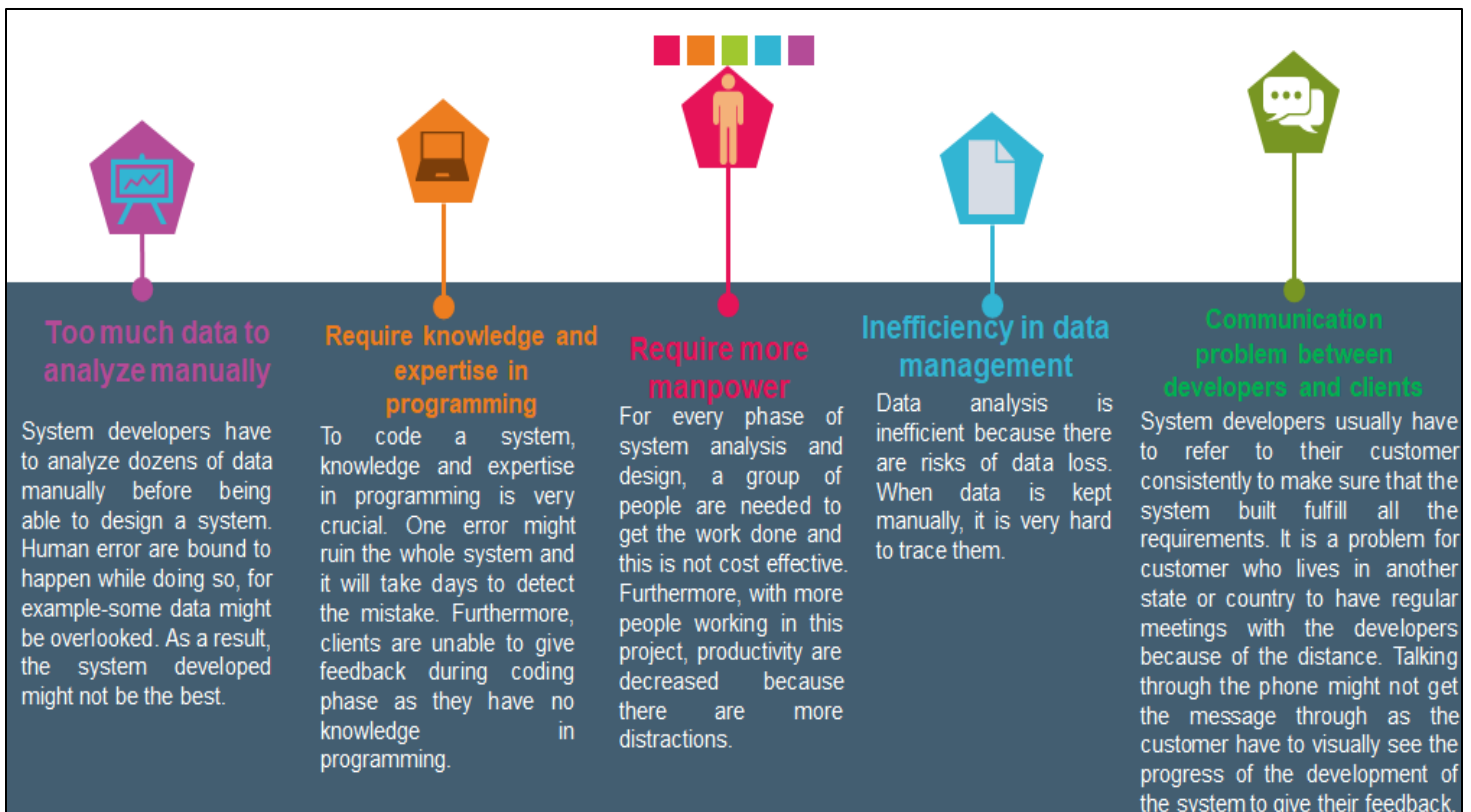 Too much data to
analyze manually
System developers have
to analyze dozens of data
manually before being
able to design a system.
Human error are bound to
happen while doing so, for
example-some data might
be overlooked. As a result,
the system developed
might not be the best.
Require knowledge and
expertise in
programming
To code a system,
knowledge and expertise
in programming is very
crucial. One error might
ruin the whole system and
it will take days to detect
the mistake. Furthermore,
clients are unable to give
feedback during coding
phase as they have no
knowledge in
programming.
Require more
manpower
For every phase of
system analysis and
design, a group of
people are needed to
get the work done and
this is not cost effective.
Furthermore, with more
people working in this
project, productivity are
decreased because
there are more
distractions.
Inefficiency in data
management
Data analysis is
inefficient because there
are risks of data loss.
When data is kept
manually, it is very hard
to trace them.
Communication
problem between
developers and clients
System developers usually have
to refer to their customer
consistently to make sure that the
system built fulfill all the
requirements. It is a problem for
customer who lives in another
state or country to have regular
meetings with the developers
because of the distance. Talking
through the phone might not get
the message through as the
customer have to visually see the
progress of the development of
the system to give their feedback.